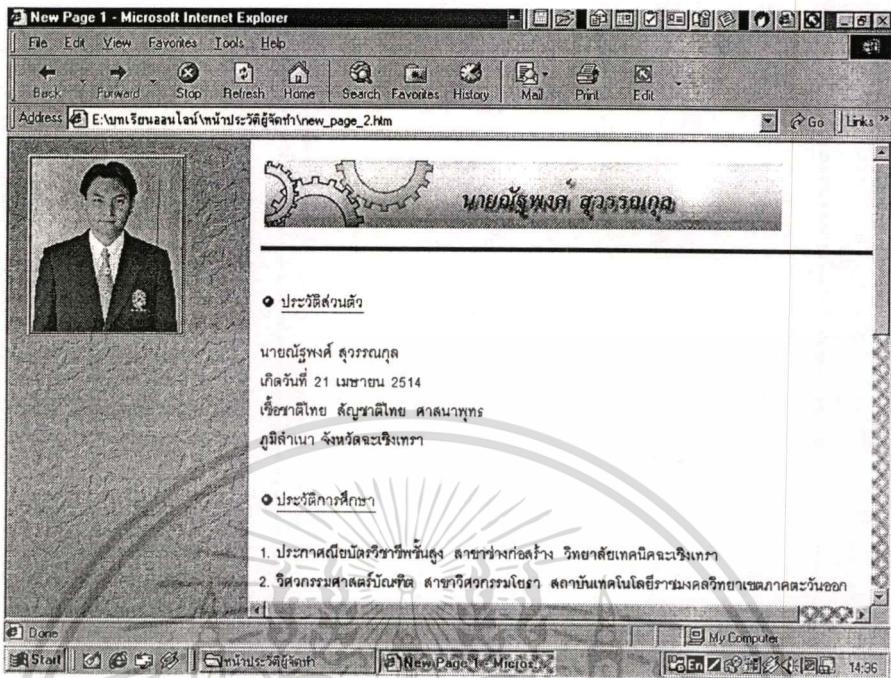 New Page 1 - Microsoft Internet Explorer
File Edit View Favorites Tools Help
Back Forward Stop Refresh Home Search Favorites History Mail Print Edit
Address E:\บทเรียนออนไลน์\หน้าประวัติผู้จัดทำ\new_page_2.htm Go Links »
นายณัฐพงศ์ สุวรรณกุล
ประวัติส่วนตัว
นายณัฐพงศ์ สุวรรณกุล
เกิดวันที่ 21 เมษายน 2514
เชื้อชาติไทย สัญชาติไทย ศาสนาพุทธ
ภูมิลำเนา จังหวัดฉะเชิงเทรา
ประวัติการศึกษา
1. ประกาศณียบัตรวิชาชีพชั้นสูง สาขาช่างก่อสร้าง วิทยาลัยเทคนิคฉะเชิงเทรา
2. วิศวกรรมศาสตร์บัณฑิต สาขาวิศวกรรมโยธา สถาบันเทคโนโลยีราชมงคลวิทยาเขตภาคตะวันออก
Done My Computer
Start หน้าประวัติผู้จัดทำ New Page 1 - Micros... En 14:36